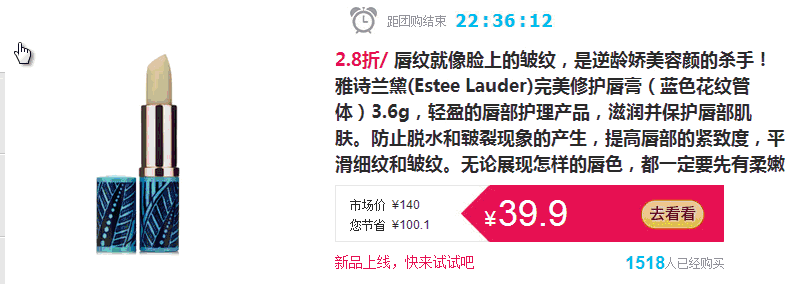 距团购结束 22:36:12
2.8折/ 唇纹就像脸上的皱纹，是逆龄娇美容颜的杀手！
雅诗兰黛(Estee Lauder)完美修护唇膏（蓝色花纹管
体）3.6g，轻盈的唇部护理产品，滋润并保护唇部肌
肤。防止脱水和皲裂现象的产生，提高唇部的紧致度，平
滑细纹和皱纹。无论展现怎样的唇色，都一定要先有柔嫩
市场价 ¥140
您节省 ¥100.1
¥39.9
去看看
新品上线，快来试试吧
1518人已经购买